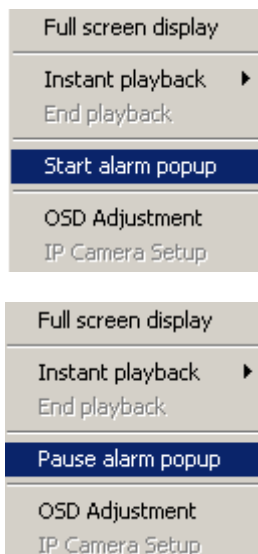 Full screen display
Instant playback
End playback
Start alarm popup
OSD Adjustment
IP Camera Setup
Full screen display
Instant playback
End playback
Pause alarm popup
OSD Adjustment
IP Camera Setup